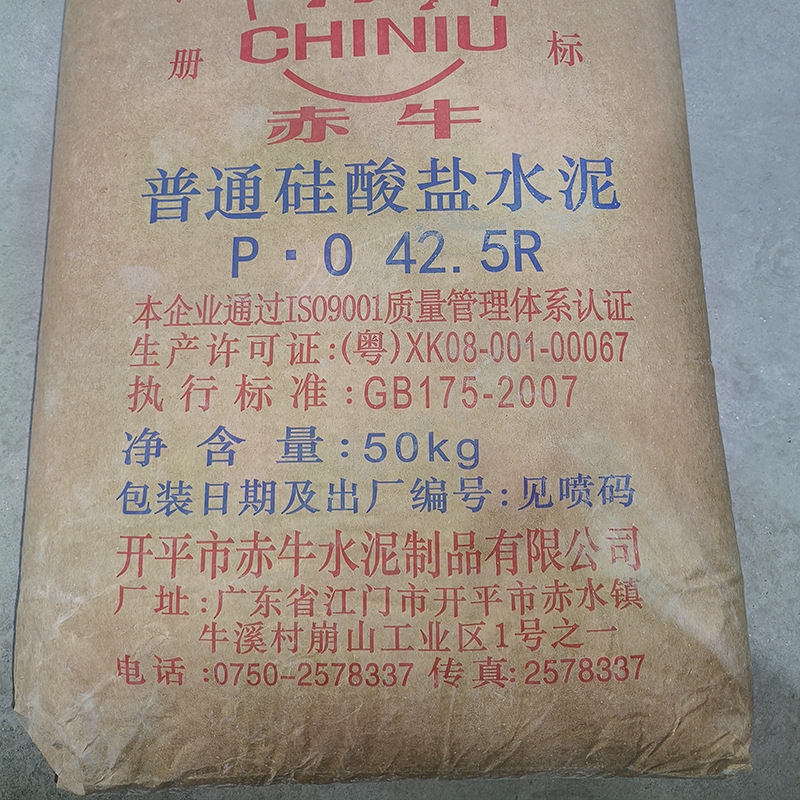 CHINIU
册 标
赤牛
普通硅酸盐水泥
P·O 42.5R
本企业通过ISO9001质量管理体系认证
生产许可证:(粤)XK08-001-00067
执行标准:GB175-2007
净含量:50kg
包装日期及出厂编号:见喷码
开平市赤牛水泥制品有限公司
厂址:广东省江门市开平市赤水镇
牛溪村崩山工业区1号之一
电话:0750-2578337 传真:2578337